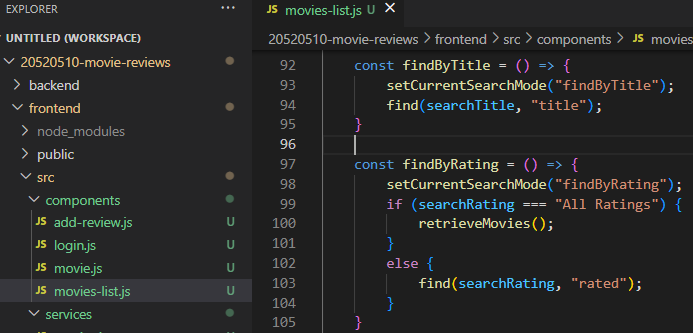 EXPLORER
UNTITLED (WORKSPACE)
20520510-movie-reviews
backend
frontend
node_modules
public
src
components
JS add-review.js U
JS login.js U
JS movie.js U
JS movies-list.js U
services
JS movies-list.js U ×
20520510-movie-reviews > frontend > src > components > JS movies
92 const findByTitle = () => {
93 setCurrentSearchMode("findByTitle");
94 find(searchTitle, "title");
95 }
96
97 const findByRating = () => {
98 setCurrentSearchMode("findByRating");
99 if (searchRating === "All Ratings") {
100 retrieveMovies();
101 }
102 else {
103 find(searchRating, "rated");
104 }
105 }